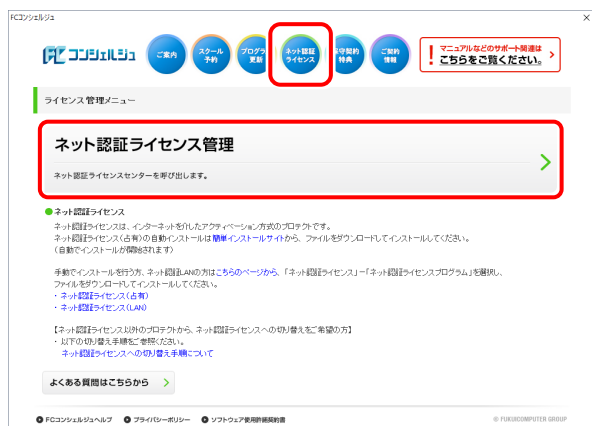 FCコンシェルジュ
×
FCコンシェルジュ
ご案内
スクール
予約
プログラム
更新
ネット認証
ライセンス
保守契約
特典
ご契約
情報
マニュアルなどのサポート関連は
こちらをご覧ください。
ライセンス管理メニュー
ネット認証ライセンス管理
ネット認証ライセンスセンターを呼び出します。
ネット認証ライセンス
ネット認証ライセンスは、インターネットを介したアクティベーション方式のプロテクトです。
ネット認証ライセンス(占有)の自動インストールは簡単インストールサイトから、ファイルをダウンロードしてインストールしてください。
(自動でインストールが開始されます)
手動でインストールを行う方、ネット認証LANの方はこちらのページから、「ネット認証ライセンス」-「ネット認証ライセンスプログラム」を選択し、
ファイルをダウンロードしてインストールしてください。
・ネット認証ライセンス(占有)
・ネット認証ライセンス(LAN)
【ネット認証ライセンス以外のプロテクトから、ネット認証ライセンスへの切り替えをご希望の方】
・以下の切り替え手順をご参照ください。
ネット認証ライセンスへの切り替え手順について
よくある質問はこちらから
FCコンシェルジュヘルプ
プライバシーポリシー
ソフトウェア使用許諾契約書
© FUKUICOMPUTER GROUP